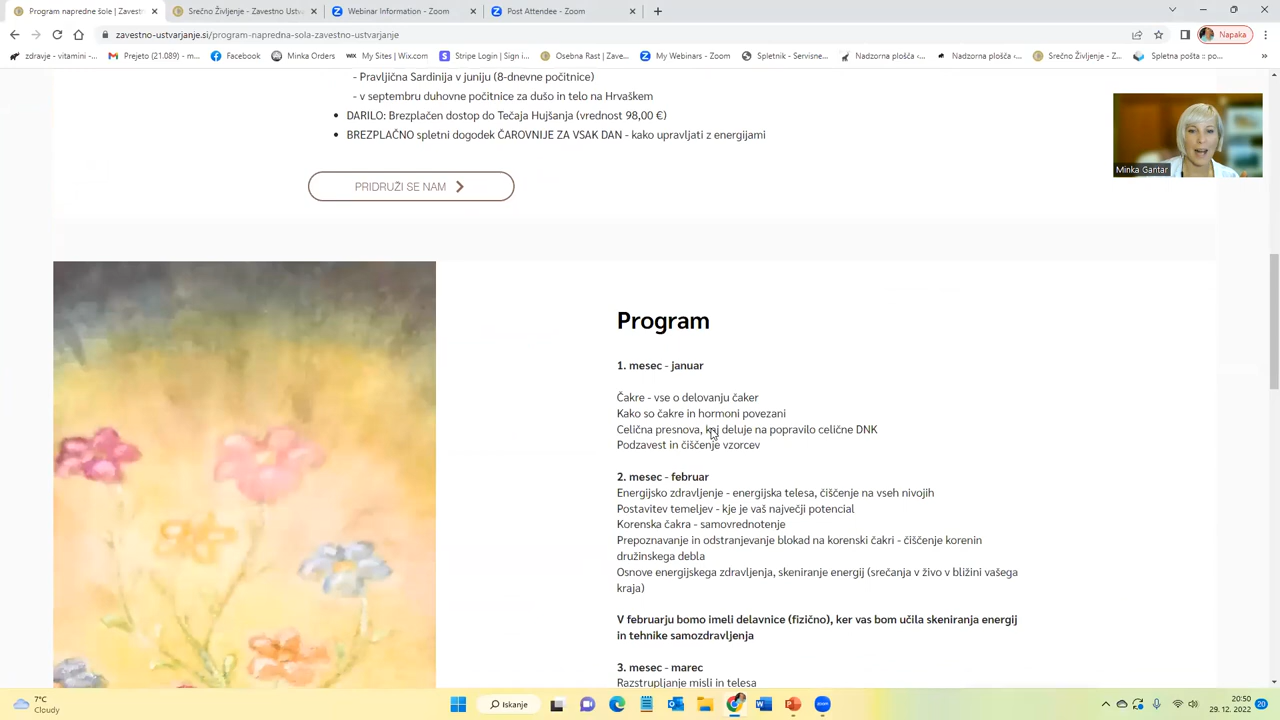 Program napredne šole | Zavest
Srečno Življenje - Zavestno Ustv
Webinar Information - Zoom
Post Attendee - Zoom
zavestno-ustvarjanje.si/program-napredna-sola-zavestno-ustvarjanje
Napaka
zdravje - vitamini -...
Prejeto (21.089) - m...
Facebook
Minka Orders
My Sites | Wix.com
Stripe Login | Sign i...
Osebna Rast | Zave...
My Webinars - Zoom
Spletnik - Servisne...
Nadzorna plošča ‹...
Nadzorna plošča ‹...
Srečno Življenje - Z...
Spletna pošta :: po...
- Pravljična Sardinija v juniju (8-dnevne počitnice)
- v septembru duhovne počitnice za dušo in telo na Hrvaškem
DARILO: Brezplačen dostop do Tečaja Hujšanja (vrednost 98,00 €)
BREZPLAČNO spletni dogodek ČAROVNIJE ZA VSAK DAN - kako upravljati z energijami
PRIDRUŽI SE NAM
Minka Gantar
Program
1. mesec - januar
Čakre - vse o delovanju čaker
Kako so čakre in hormoni povezani
Celična presnova, kaj deluje na popravilo celične DNK
Podzavest in čiščenje vzorcev
2. mesec - februar
Energijsko zdravljenje - energijska telesa, čiščenje na vseh nivojih
Postavitev temeljev - kje je vaš največji potencial
Korenska čakra - samovrednotenje
Prepoznavanje in odstranjevanje blokad na korenski čakri - čiščenje korenin
družinskega debla
Osnove energijskega zdravljenja, skeniranje energij (srečanja v živo v bližini vašega
kraja)
V februarju bomo imeli delavnice (fizično), ker vas bom učila skeniranja energij
in tehnike samozdravljenja
3. mesec - marec
Razstrupljanje misli in telesa
7°C
Cloudy
Iskanje
20:50
29. 12. 2022
20